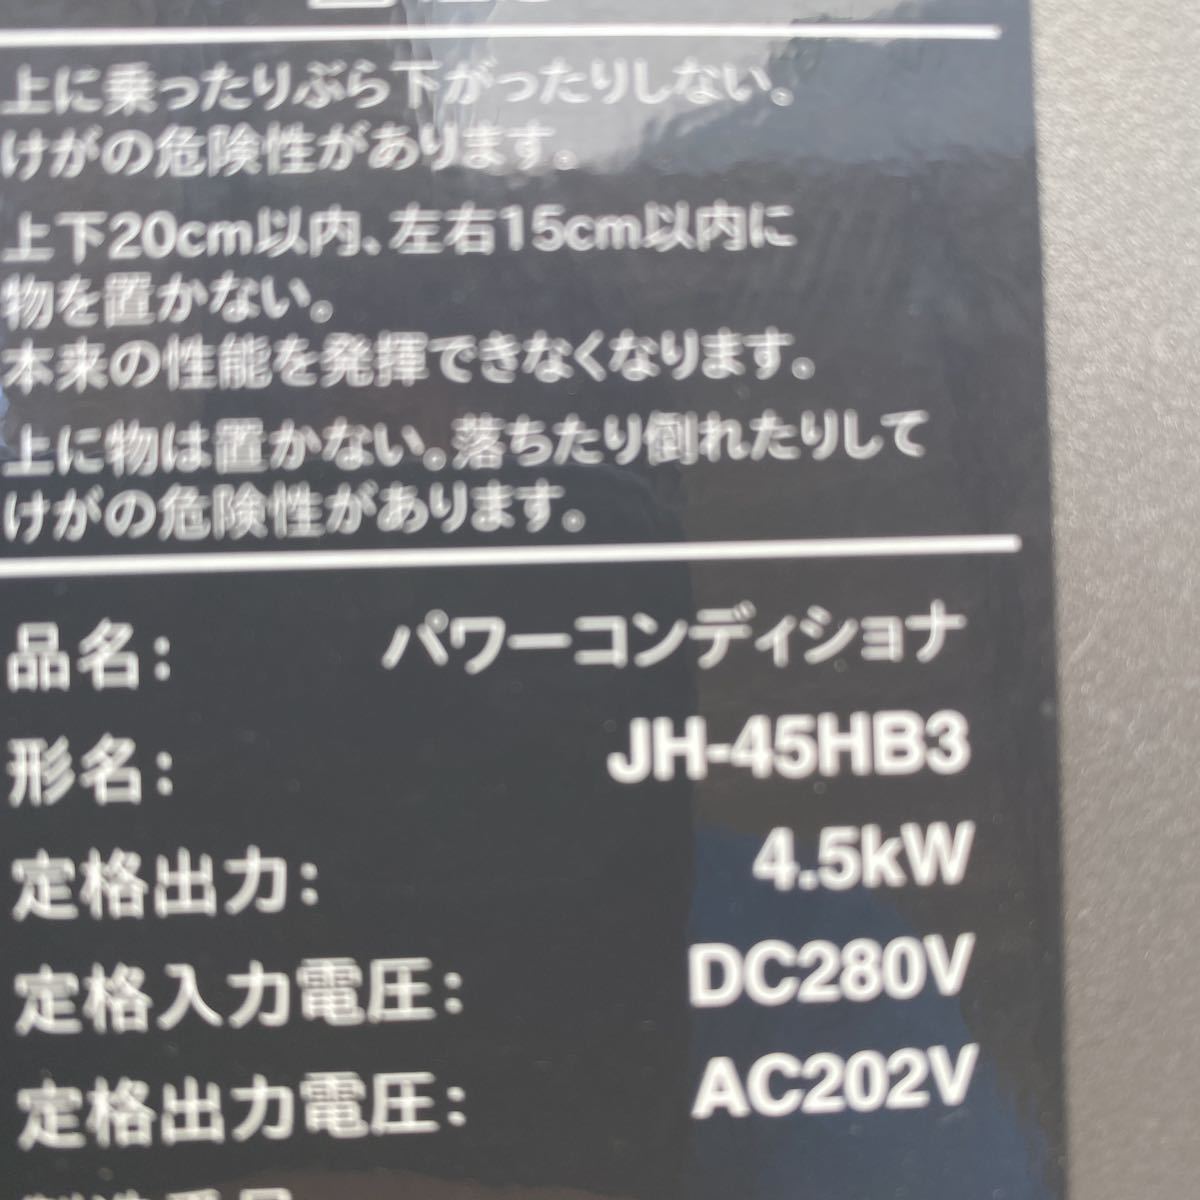 上に乗ったりぶら下がったりしない。
けがの危険性があります。
上下20cm以内、左右15cm以内に
物を置かない。
本来の性能を発揮できなくなります。
上に物は置かない。落ちたり倒れたりして
けがの危険性があります。
品名: パワーコンディショナ
形名: JH-45HB3
定格出力: 4.5kW
定格入力電圧: DC280V
定格出力電圧: AC202V